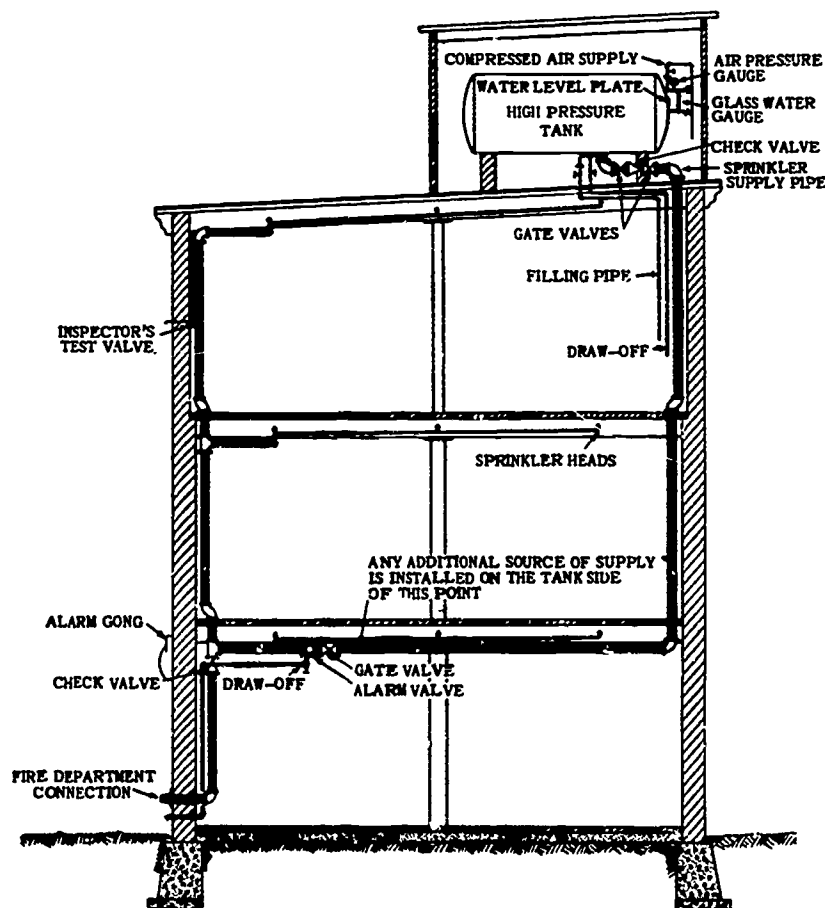 COMPRESSED AIR SUPPLY
AIR PRESSURE
GAUGE
WATER LEVEL PLATE
HIGH PRESSURE
TANK
GLASS WATER
GAUGE
CHECK VALVE
SPRINKLER
SUPPLY PIPE
GATE VALVES
FILLING PIPE
INSPECTOR'S
TEST VALVE
DRAW-OFF
SPRINKLER HEADS
ANY ADDITIONAL SOURCE OF SUPPLY
IS INSTALLED ON THE TANK SIDE
OF THIS POINT
ALARM GONG
CHECK VALVE
DRAW-OFF
GATE VALVE
ALARM VALVE
FIRE DEPARTMENT
CONNECTION